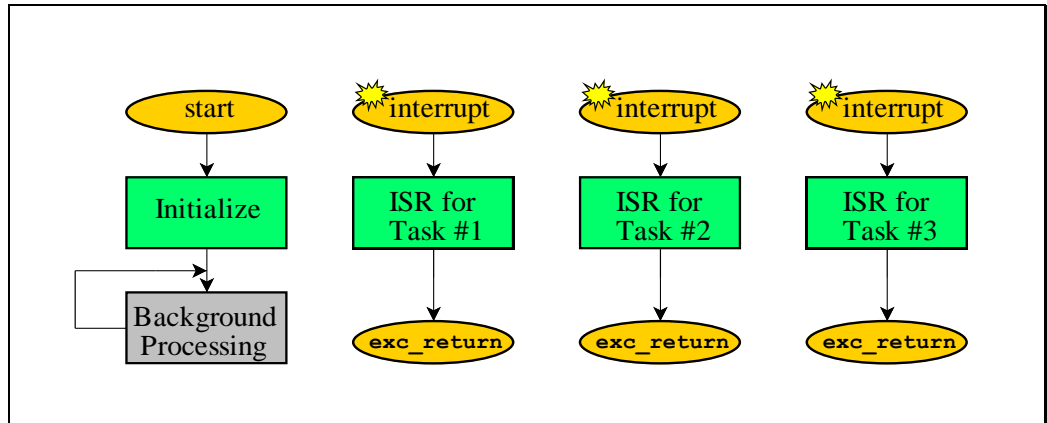 start
interrupt
interrupt
interrupt
Initialize
ISR for
Task #1
ISR for
Task #2
ISR for
Task #3
Background
Processing
exc_return
exc_return
exc_return